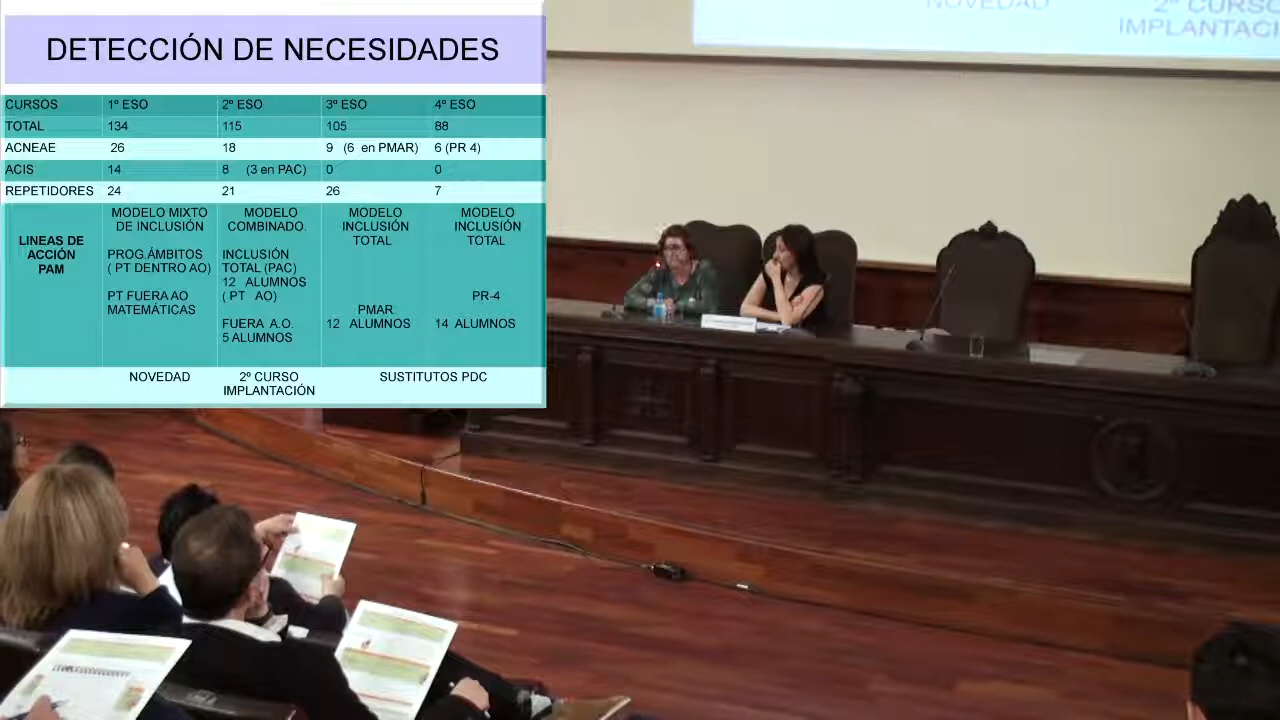 DETECCIÓN DE NECESIDADES
CURSOS 1º ESO 2º ESO 3º ESO 4º ESO
TOTAL 134 115 105 88
ACNEAE 26 18 9 (6 en PMAR) 6 (PR 4)
ACIS 14 8 (3 en PAC) 0 0
REPETIDORES 24 21 26 7
LINEAS DE
ACCIÓN
PAM
MODELO MIXTO
DE INCLUSIÓN
PROG.ÁMBITOS
( PT DENTRO AO)
PT FUERA AO
MATEMÁTICAS
MODELO
COMBINADO.
INCLUSIÓN
TOTAL (PAC)
12 ALUMNOS
( PT AO)
FUERA A.O.
5 ALUMNOS
MODELO
INCLUSIÓN
TOTAL
PMAR
12 ALUMNOS
MODELO
INCLUSIÓN
TOTAL
PR-4
14 ALUMNOS
NOVEDAD
2º CURSO
IMPLANTACIÓN
SUSTITUTOS PDC
NOVEDAD
2º CURSO
IMPLANTACI